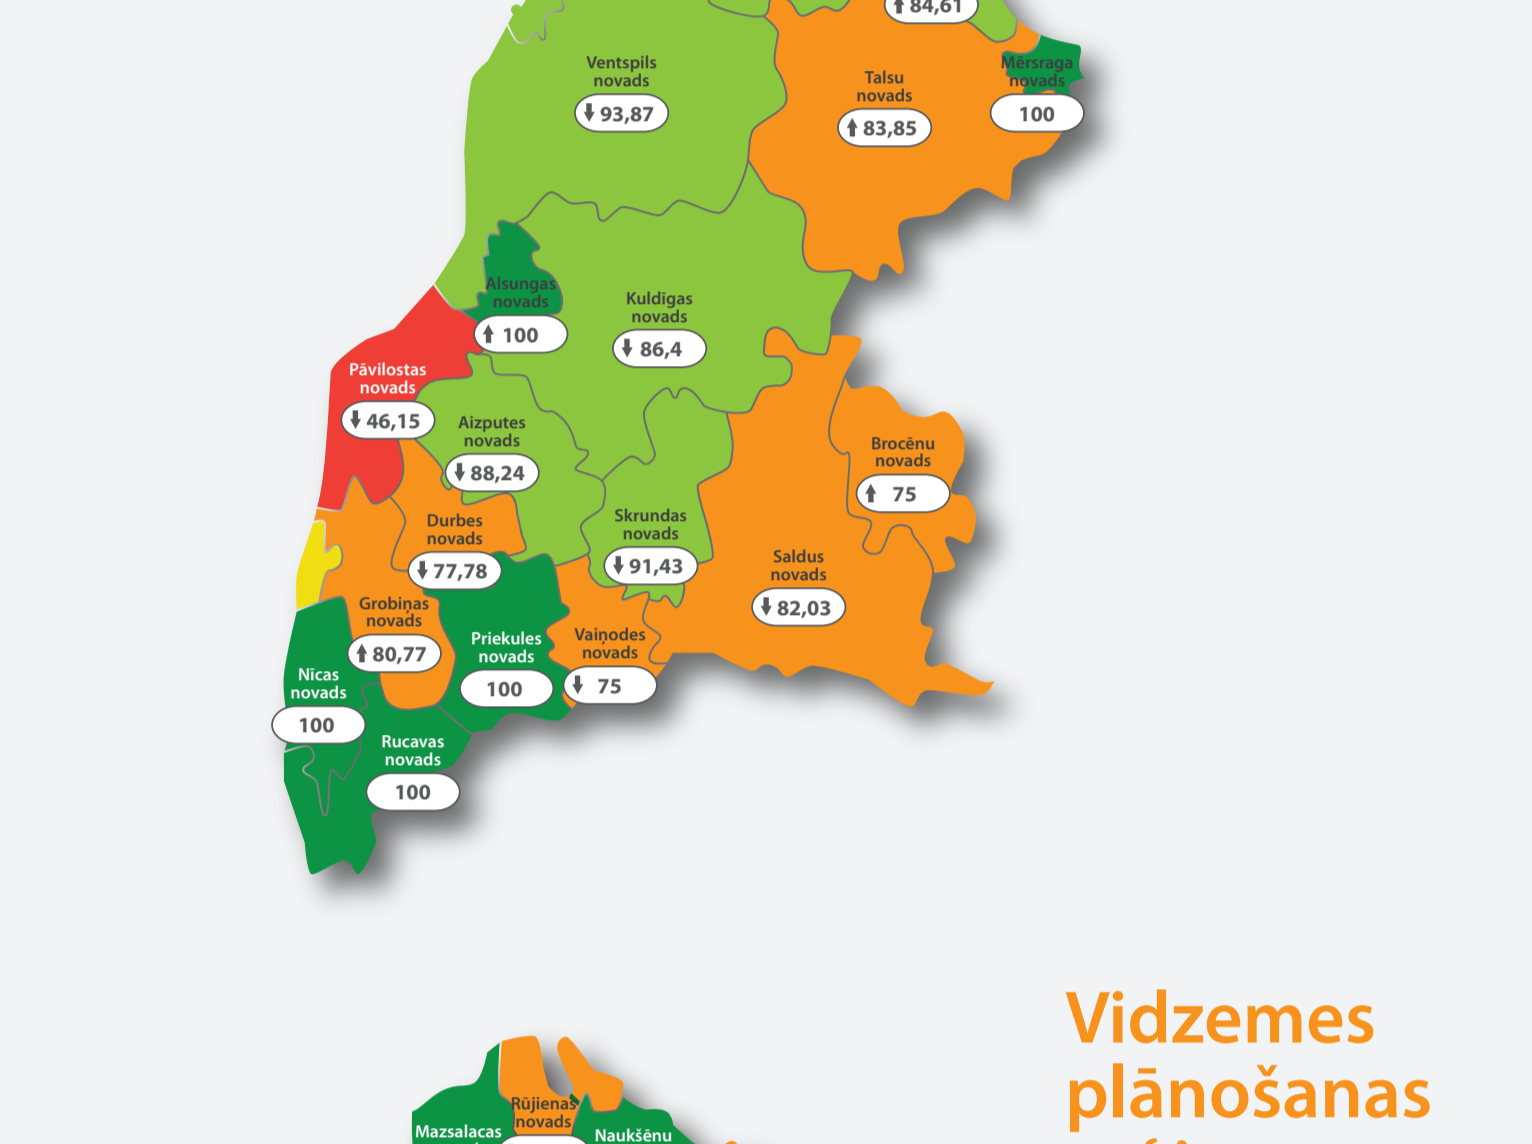 84,61
Ventspils
novads
93,87
Talsu
novads
83,85
Mērsraga
novads
100
Alsungas
novads
100
Kuldīgas
novads
86,4
Pāvilostas
novads
46,15
Aizputes
novads
88,24
Brocēnu
novads
75
Durbes
novads
77,78
Skrundas
novads
91,43
Saldus
novads
82,03
Grobiņas
novads
80,77
Priekules
novads
100
Vaiņodes
novads
75
Nīcas
novads
100
Rucavas
novads
100
Vidzemes
plānošanas
Rūjienas
novads
Mazsalacas
Naukšēnu